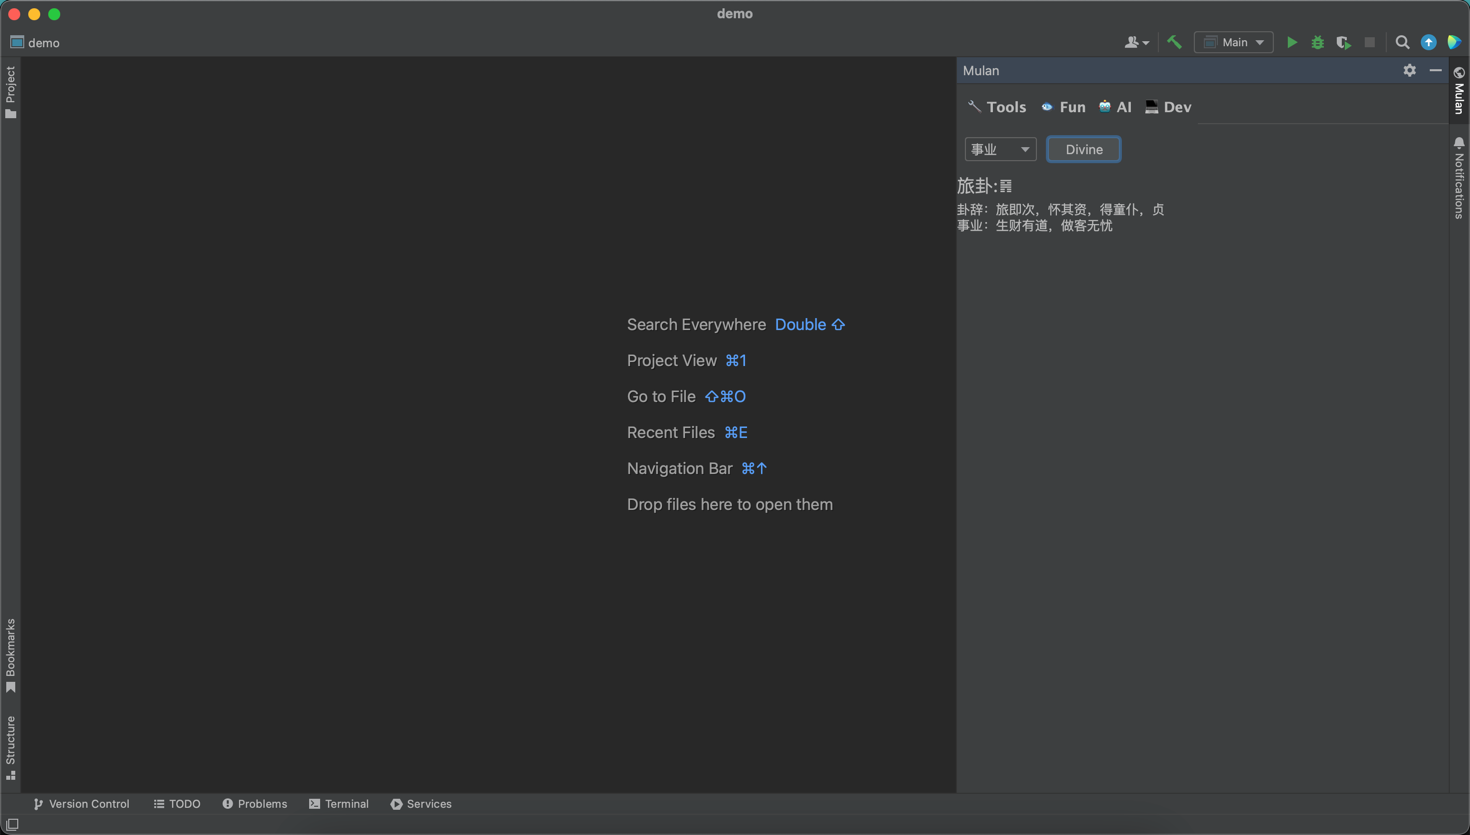 demo
demo
Main
Project
Mulan
Mulan
Tools Fun AI Dev
事业 Divine
Notifications
旅卦:䷷
卦辞：旅即次，怀其资，得童仆，贞
事业：生财有道，做客无忧
Search Everywhere Double ⇧
Project View ⌘1
Go to File ⇧⌘O
Recent Files ⌘E
Navigation Bar ⌘↑
Drop files here to open them
Bookmarks
Structure
Version Control TODO Problems Terminal Services